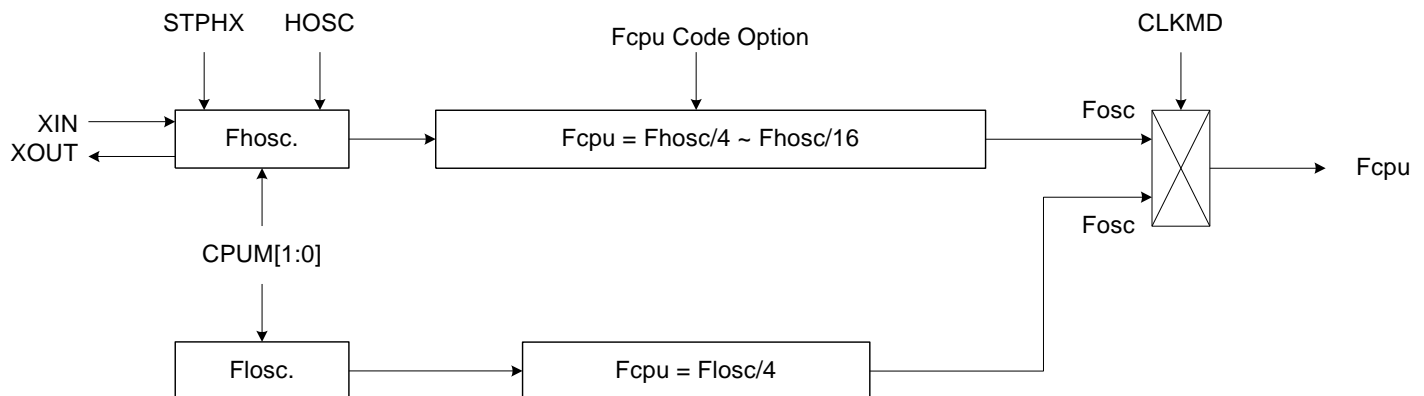 STPHX
HOSC
Fcpu Code Option
CLKMD
XIN
XOUT
Fhosc.
Fcpu = Fhosc/4 ~ Fhosc/16
Fosc
Fcpu
Fosc
CPUM[1:0]
Flosc.
Fcpu = Flosc/4